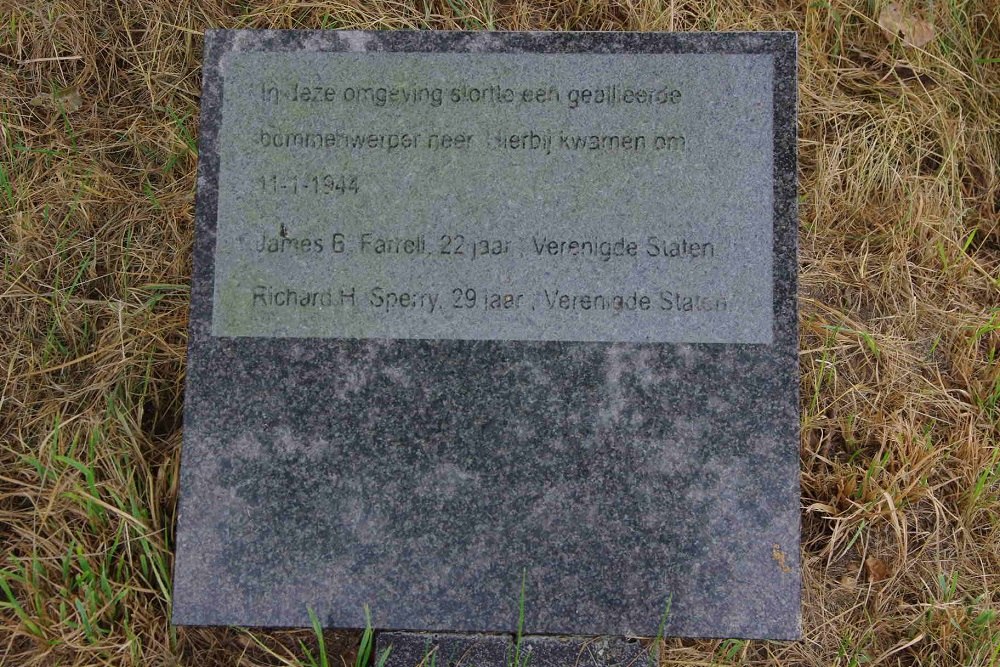 In deze omgeving stortte een geallieerde
bommenwerper neer. Hierbij kwamen om,
11-1-1944
James B. Farrell, 22 jaar, Verenigde Staten
Richard H. Sperry, 29 jaar, Verenigde Staten